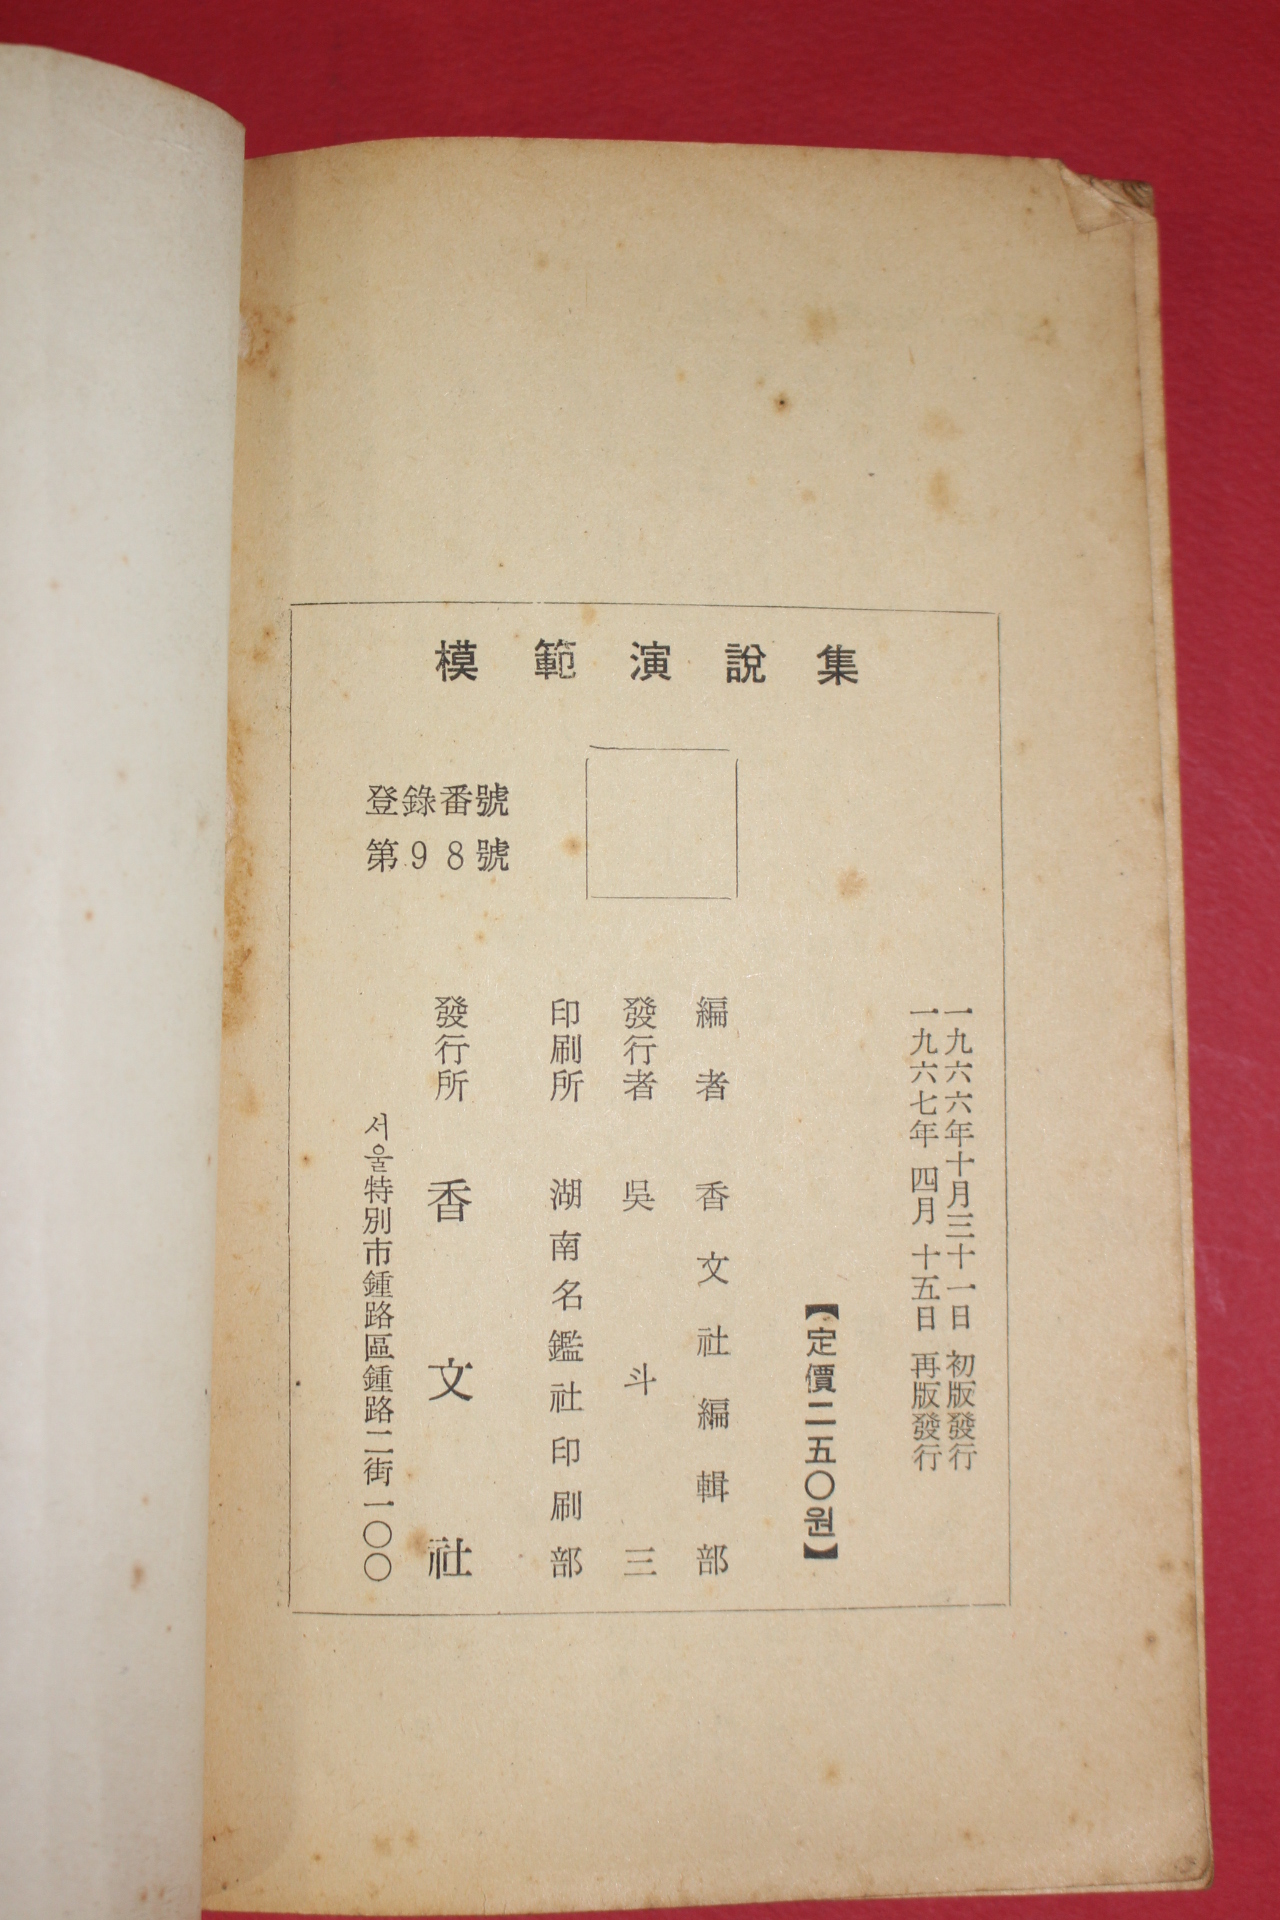 模範演說集
一九六六年十月三十一日 初版發行
一九六七年 四月 十五日 再版發行
【定價二五〇원】
編者 香文社編輯部
發行者 吳斗三
印刷所 湖南名鑑社印刷部
登錄番號
第98號
發行所 香文社
서울特別市鍾路區鍾路二街一〇〇